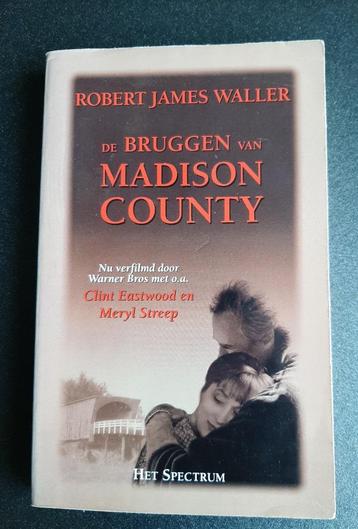 ROBERT JAMES WALLER
DE BRUGGEN VAN
MADISON
COUNTY
Nu verfilmd door
Warner Bros met o.a.
Clint Eastwood en
Meryl Streep
HET SPECTRUM